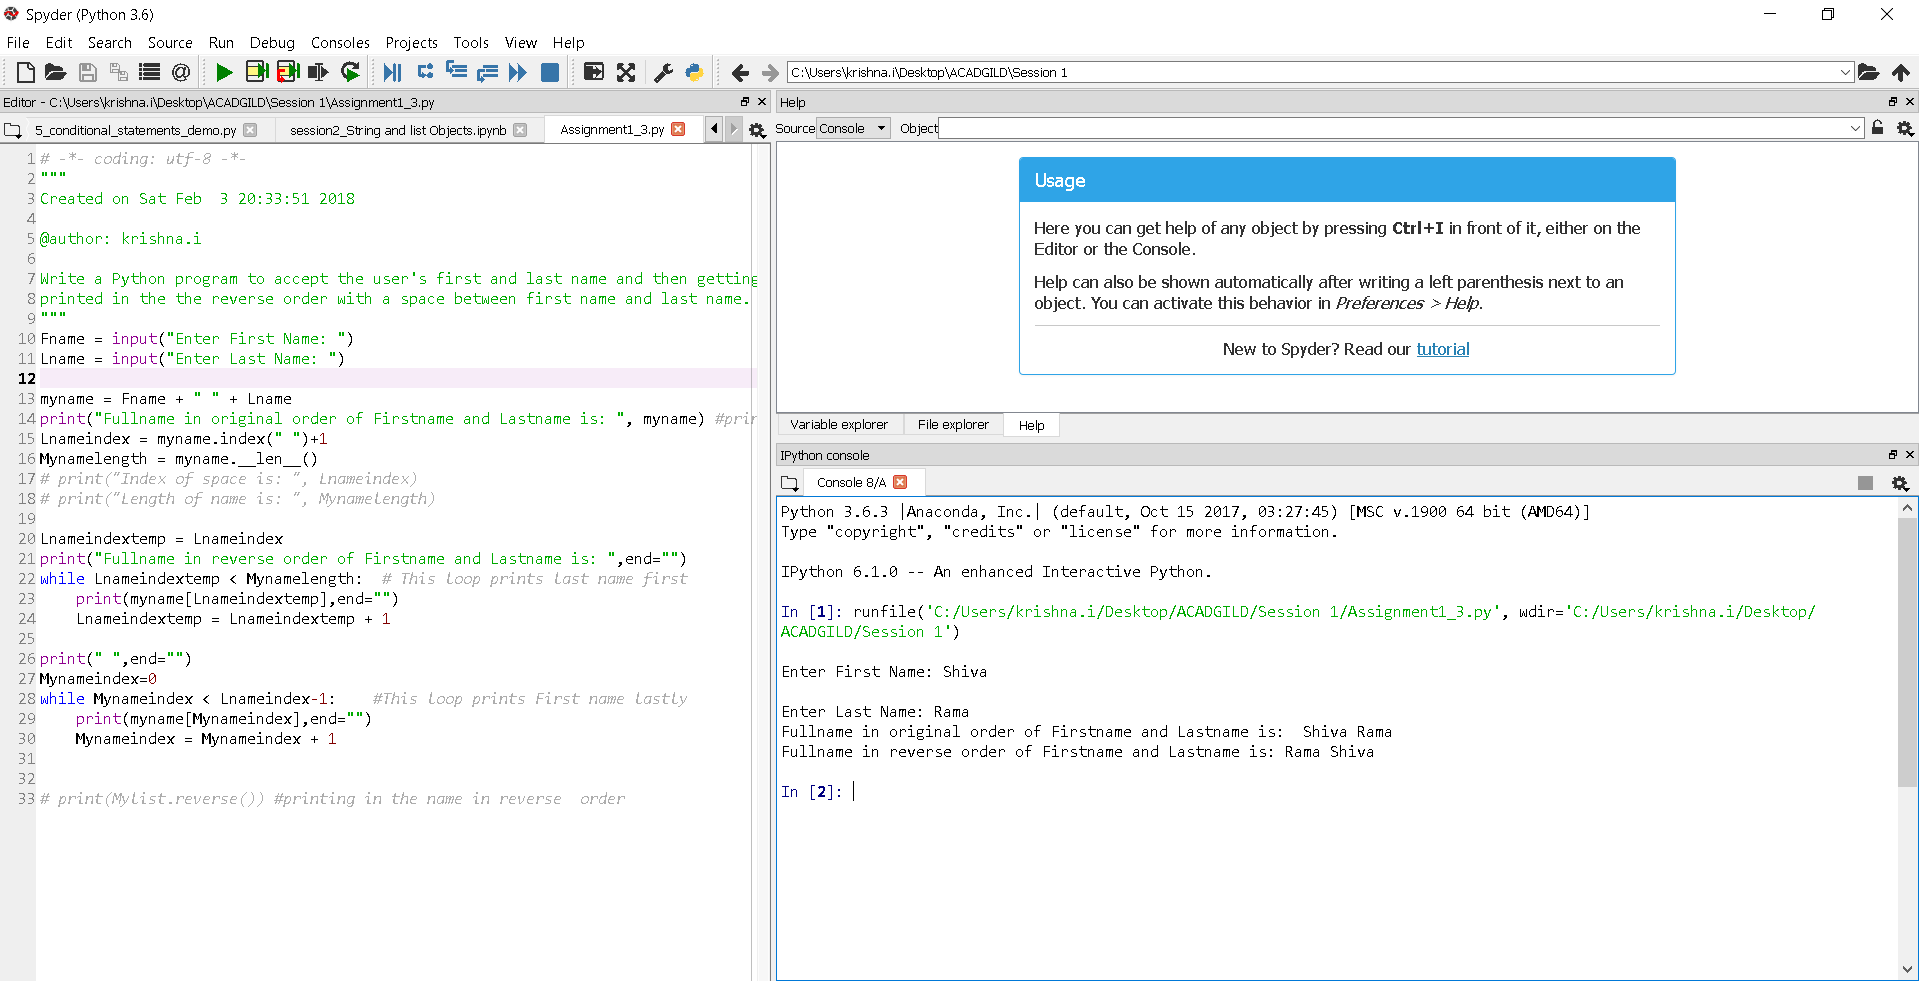 Spyder (Python 3.6)
File Edit Search Source Run Debug Consoles Projects Tools View Help
C:\Users\krishna.i\Desktop\ACADGILD\Session 1
Editor - C:\Users\krishna.i\Desktop\ACADGILD\Session 1\Assignment1_3.py
5_conditional_statements_demo.py session2_String and list Objects.ipynb Assignment1_3.py
1 # -*- coding: utf-8 -*-
2 """
3 Created on Sat Feb  3 20:33:51 2018
4
5 @author: krishna.i
6
7 Write a Python program to accept the user's first and last name and then getting
8 printed in the the reverse order with a space between first name and last name.
9 """
10 Fname = input("Enter First Name: ")
11 Lname = input("Enter Last Name: ")
12
13 myname = Fname + " " + Lname
14 print("Fullname in original order of Firstname and Lastname is: ", myname) #prin
15 Lnameindex = myname.index(" ")+1
16 Mynamelength = myname.__len__()
17 # print(“Index of space is: ”, Lnameindex)
18 # print(“Length of name is: ”, Mynamelength)
19
20 Lnameindextemp = Lnameindex
21 print("Fullname in reverse order of Firstname and Lastname is: ",end="")
22 while Lnameindextemp < Mynamelength:  # This loop prints last name first
23     print(myname[Lnameindextemp],end="")
24     Lnameindextemp = Lnameindextemp + 1
25
26 print(" ",end="")
27 Mynameindex=0
28 while Mynameindex < Lnameindex-1:    #This loop prints First name lastly
29     print(myname[Mynameindex],end="")
30     Mynameindex = Mynameindex + 1
31
32
33 # print(Mylist.reverse()) #printing in the name in reverse  order
Help
Source Console Object
Usage
Here you can get help of any object by pressing Ctrl+I in front of it, either on the
Editor or the Console.
Help can also be shown automatically after writing a left parenthesis next to an
object. You can activate this behavior in Preferences > Help.
New to Spyder? Read our tutorial
Variable explorer File explorer Help
IPython console
Console 8/A
Python 3.6.3 |Anaconda, Inc.| (default, Oct 15 2017, 03:27:45) [MSC v.1900 64 bit (AMD64)]
Type "copyright", "credits" or "license" for more information.
IPython 6.1.0 -- An enhanced Interactive Python.
In [1]: runfile('C:/Users/krishna.i/Desktop/ACADGILD/Session 1/Assignment1_3.py', wdir='C:/Users/krishna.i/Desktop/
ACADGILD/Session 1')
Enter First Name: Shiva
Enter Last Name: Rama
Fullname in original order of Firstname and Lastname is:  Shiva Rama
Fullname in reverse order of Firstname and Lastname is: Rama Shiva
In [2]: